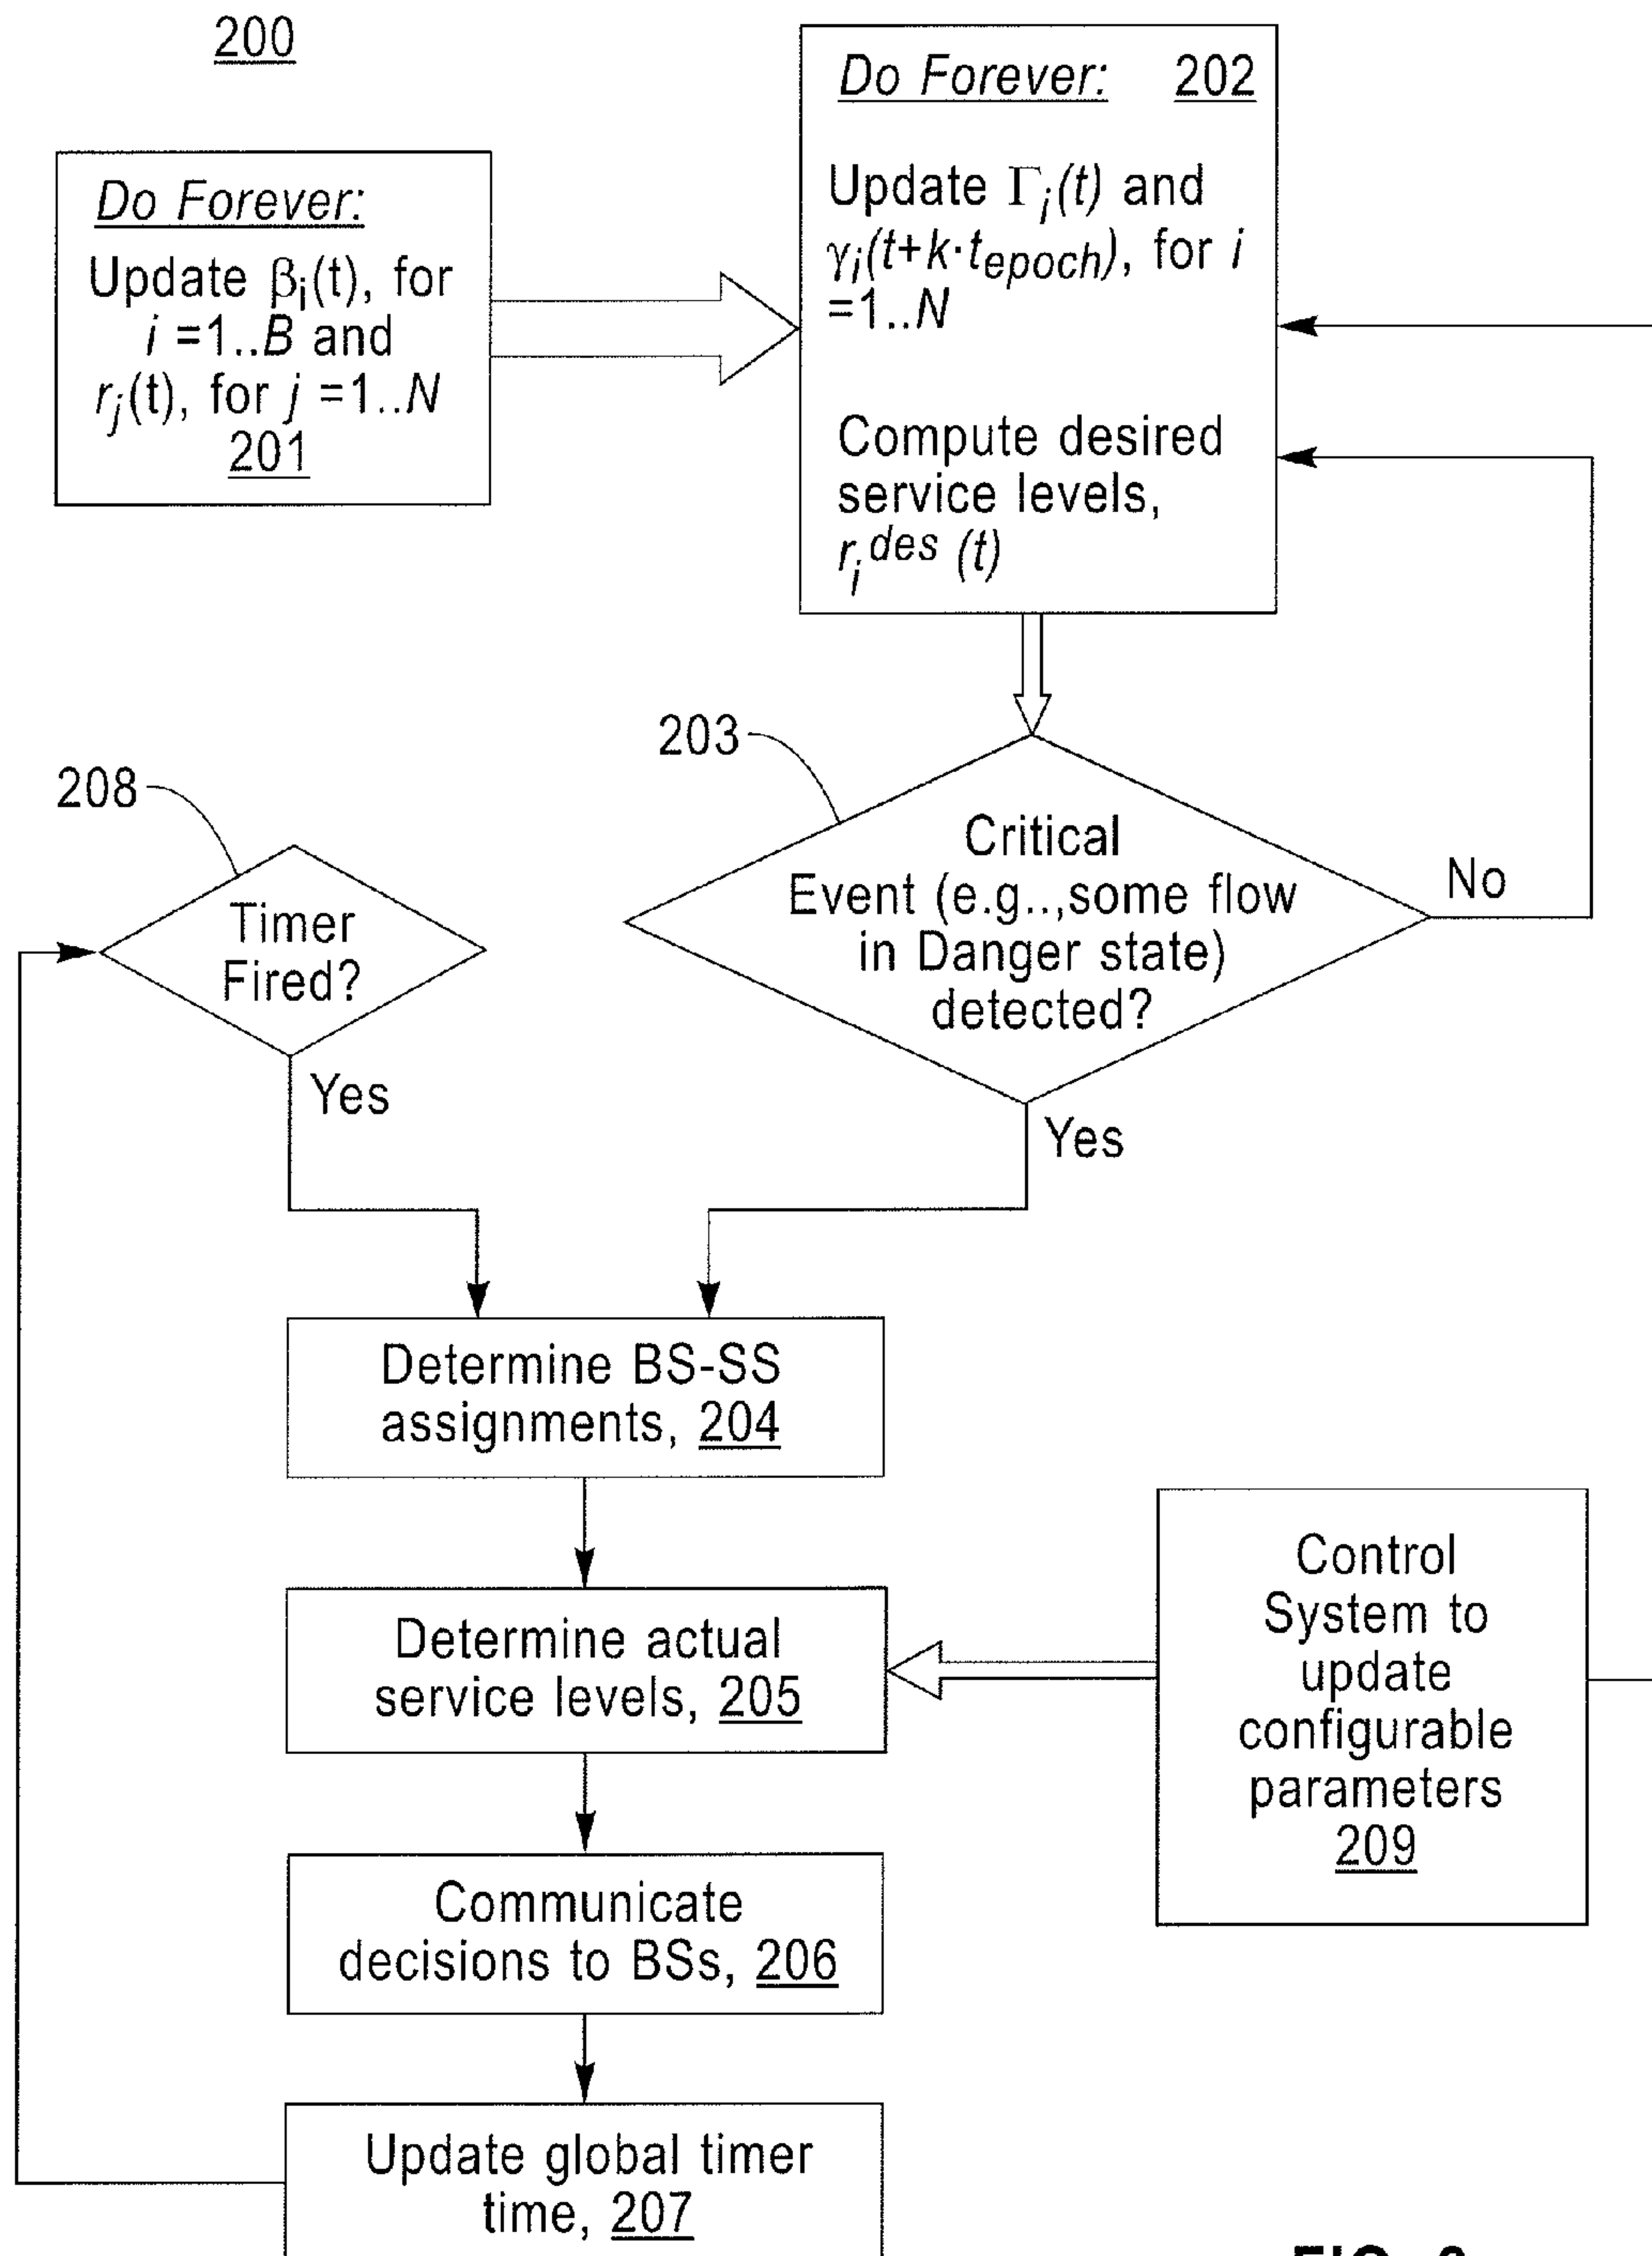 200
Do Forever:
Update βi(t), for
i =1..B and
rj(t), for j =1..N
201
Do Forever: 202
Update Γi(t) and
γi(t+k·tepoch), for i
=1..N
Compute desired
service levels,
ri des (t)
203
Critical
Event (e.g..,some flow
in Danger state)
detected?
No
Yes
208
Timer
Fired?
Yes
Determine BS-SS
assignments, 204
Determine actual
service levels, 205
Control
System to
update
configurable
parameters
209
Communicate
decisions to BSs, 206
Update global timer
time, 207